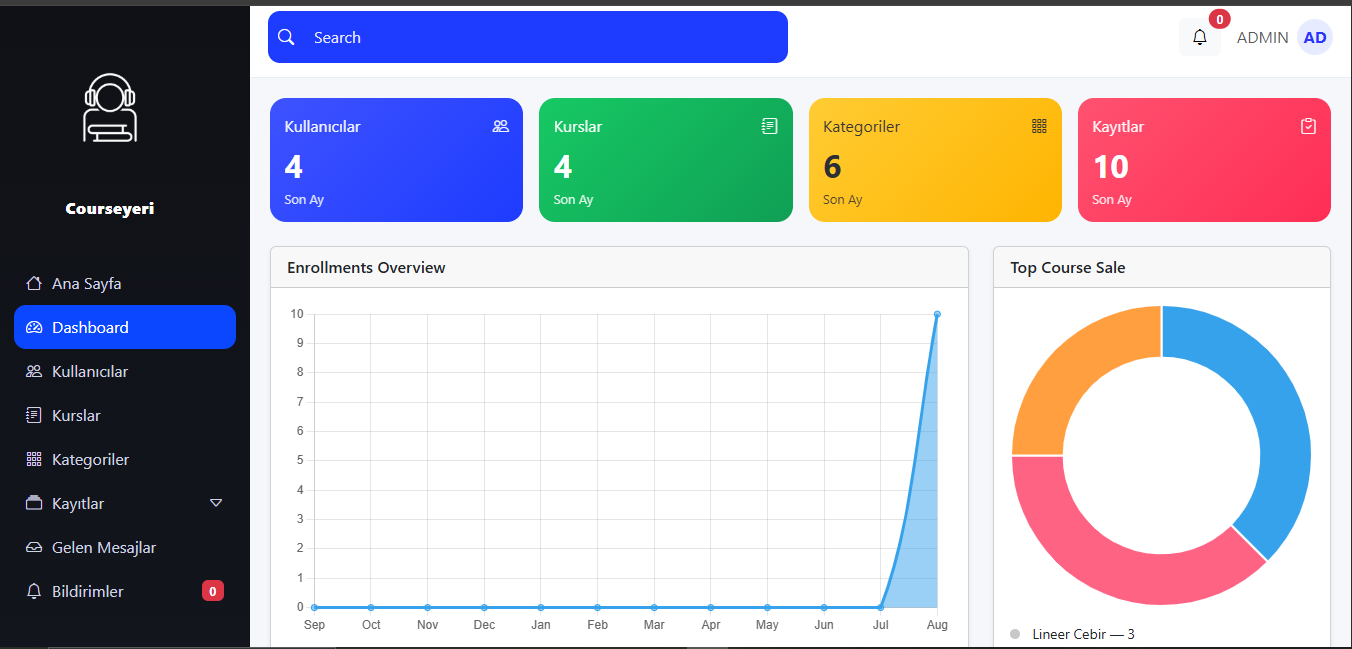 Search
0
ADMIN
AD
Courseyeri
Ana Sayfa
Dashboard
Kullanıcılar
Kurslar
Kategoriler
Kayıtlar
Gelen Mesajlar
Bildirimler
0
Kullanıcılar
4
Son Ay
Kurslar
4
Son Ay
Kategoriler
6
Son Ay
Kayıtlar
10
Son Ay
Enrollments Overview
10
9
8
7
6
5
4
3
2
1
0
Sep Oct Nov Dec Jan Feb Mar Apr May Jun Jul Aug
Top Course Sale
Lineer Cebir — 3